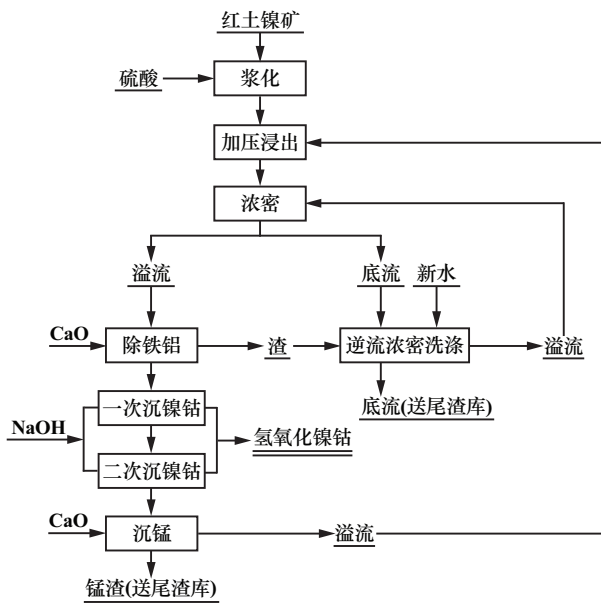 红土镍矿
硫酸
浆化
加压浸出
浓密
溢流
底流
新水
CaO
除铁铝
渣
逆流浓密洗涤
溢流
底流(送尾渣库)
一次沉镍钴
NaOH
氢氧化镍钴
二次沉镍钴
CaO
沉锰
溢流
锰渣(送尾渣库)